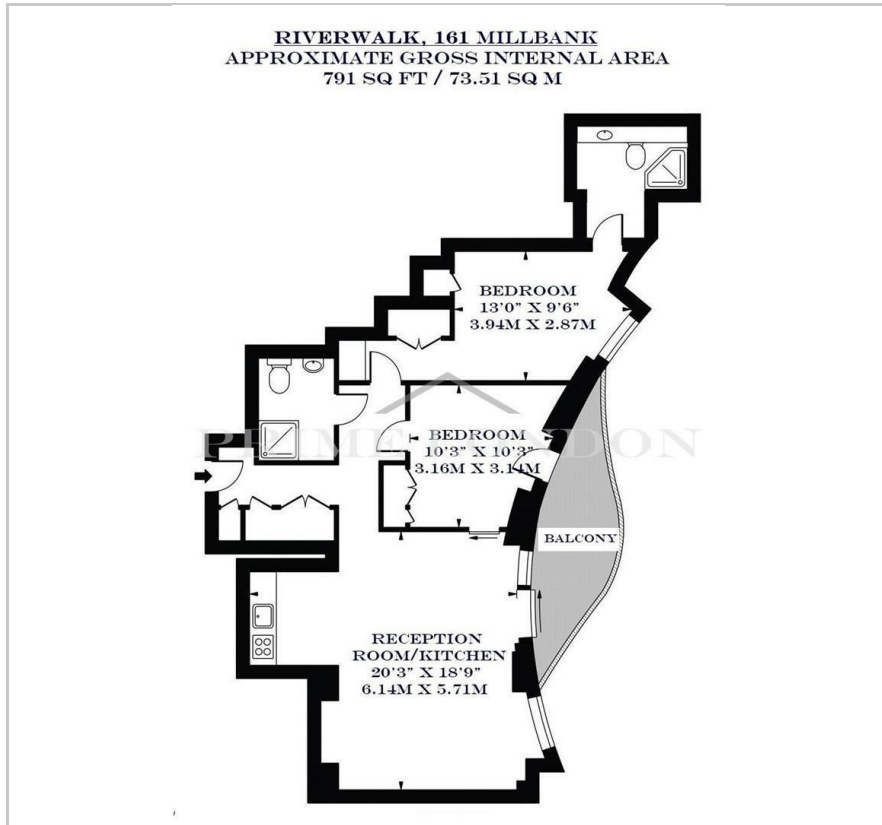 RIVERWALK, 161 MILLBANK
APPROXIMATE GROSS INTERNAL AREA
791 SQ FT / 73.51 SQ M
BEDROOM
13'0" X 9'6"
3.94M X 2.87M
PRIME LONDON
BEDROOM
10'3" X 10'3"
3.16M X 3.14M
BALCONY
RECEPTION
ROOM/KITCHEN
20'3" X 18'9"
6.14M X 5.71M